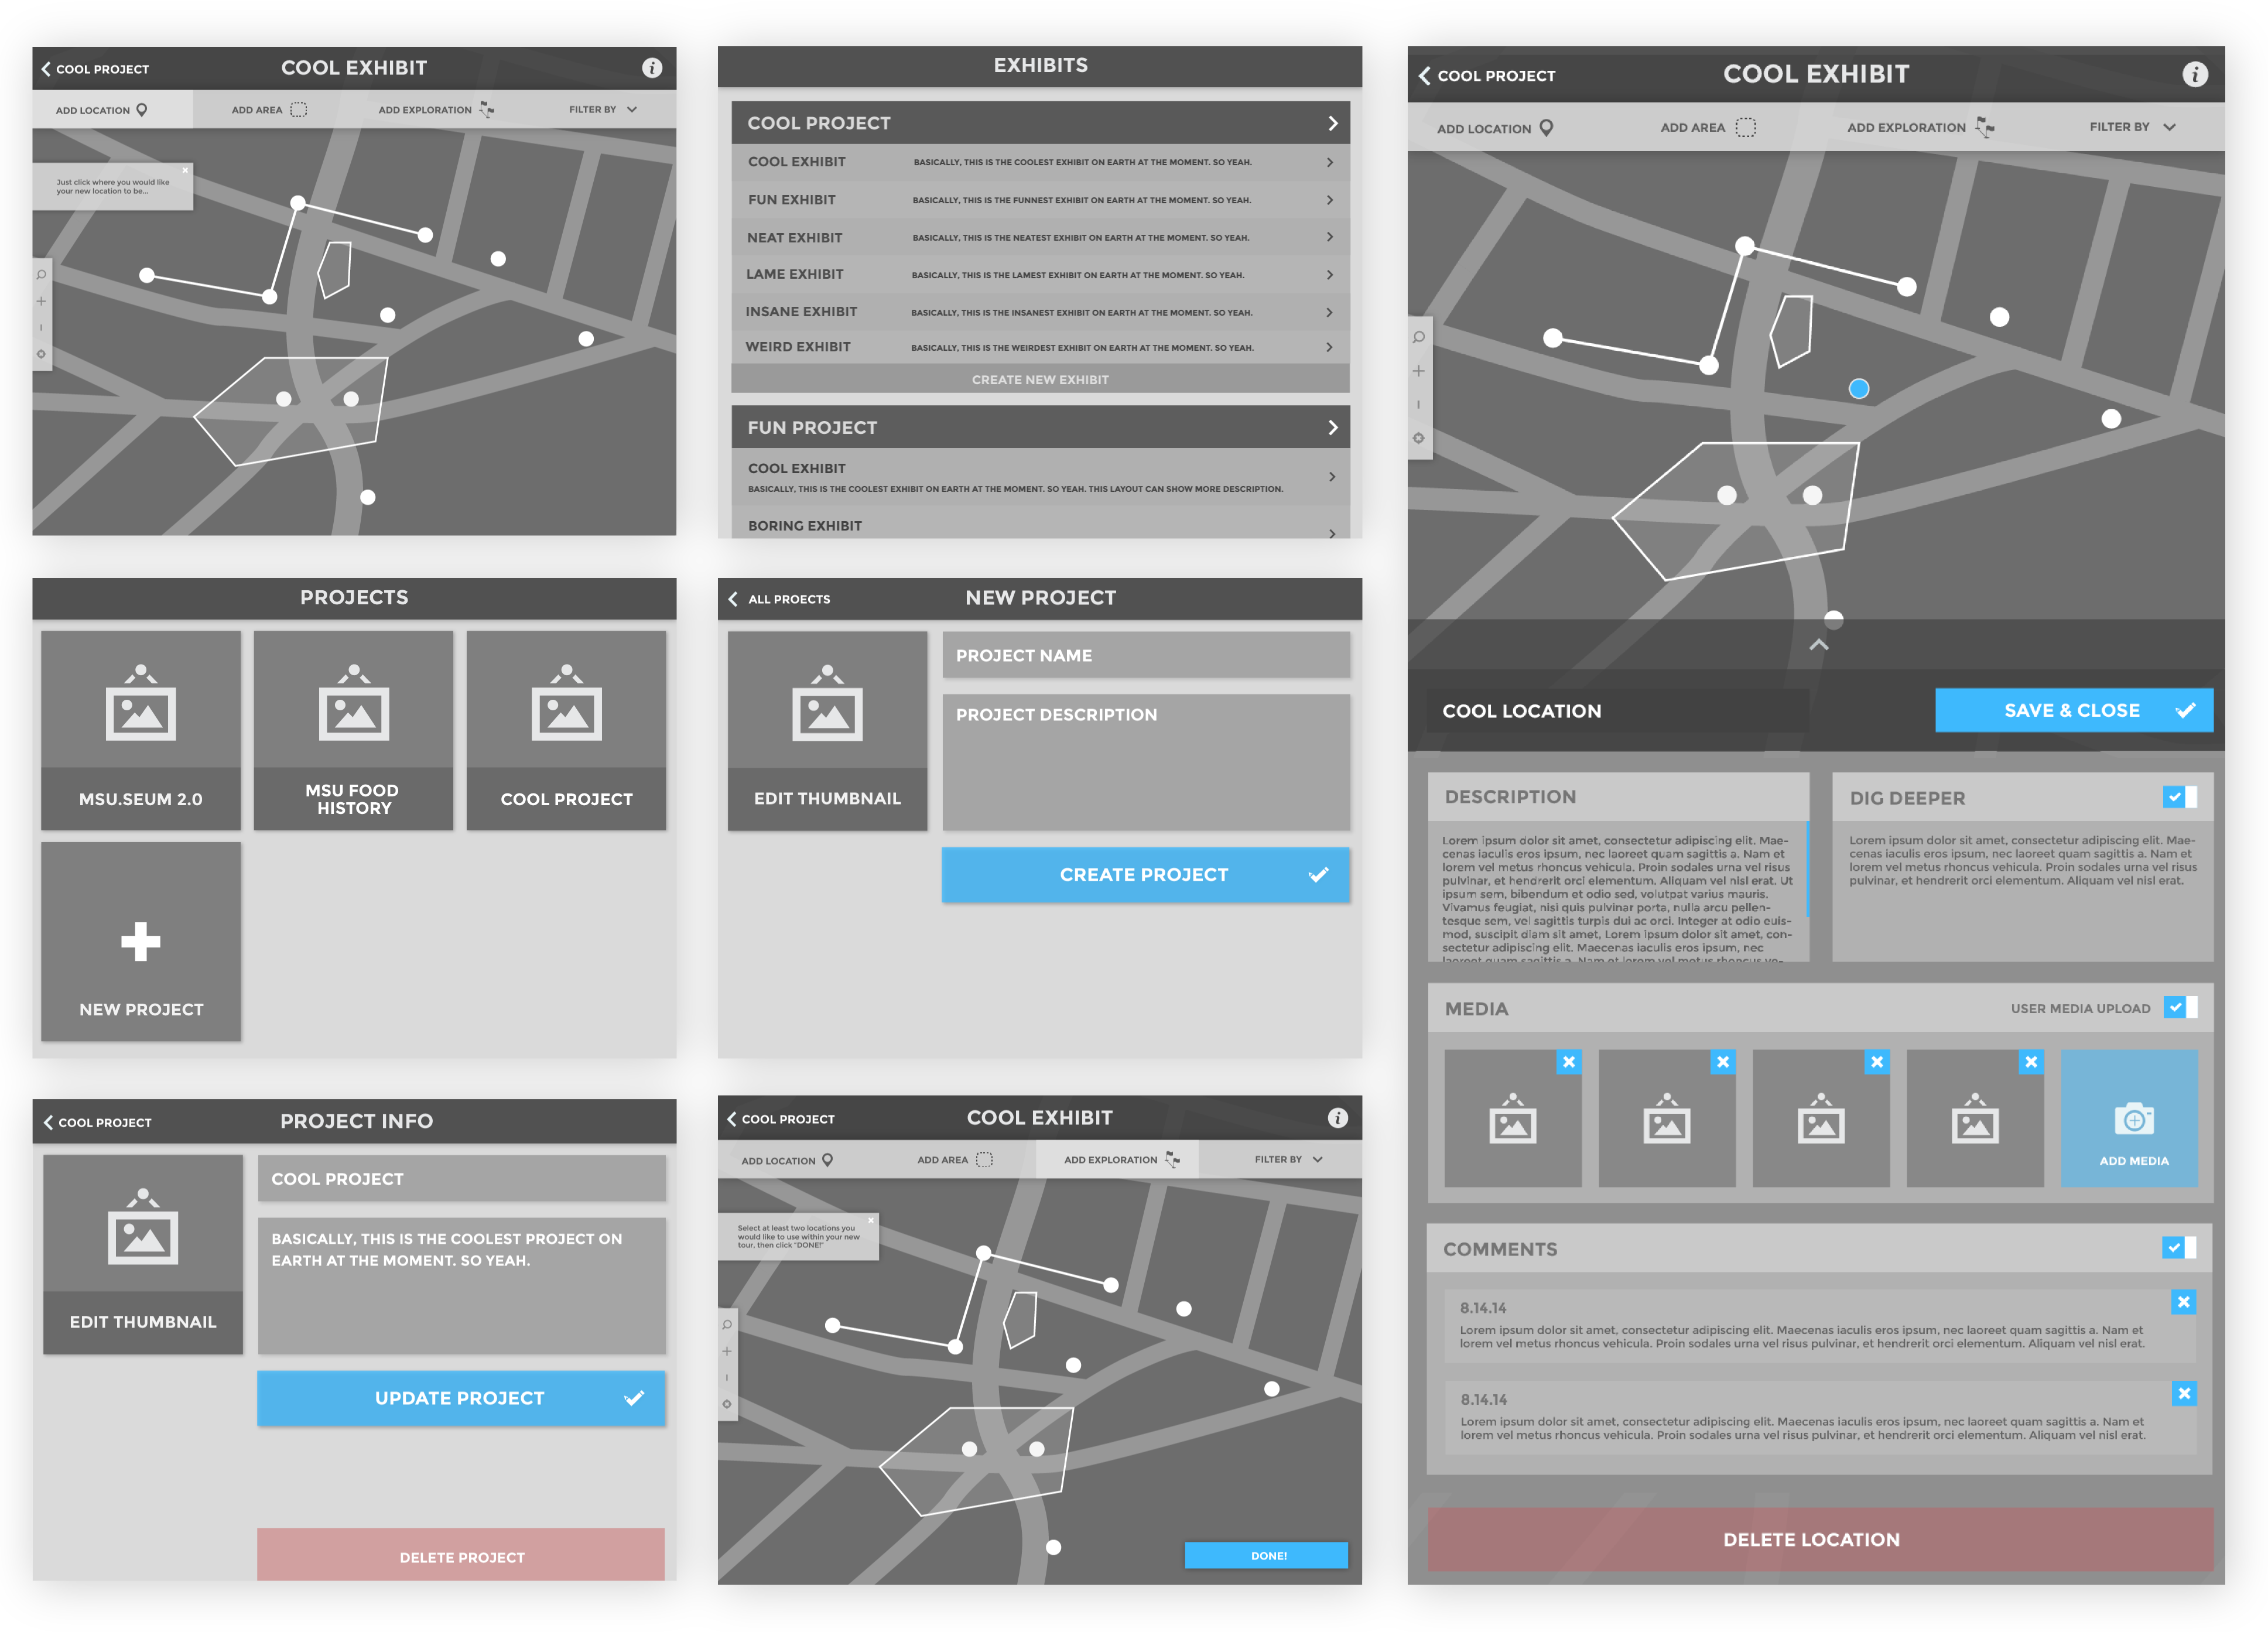 COOL PROJECT
COOL EXHIBIT
i
ADD LOCATION
ADD AREA
ADD EXPLORATION
FILTER BY
Just click where you would like
your new location to be...
EXHIBITS
COOL PROJECT
COOL EXHIBIT
BASICALLY, THIS IS THE COOLEST EXHIBIT ON EARTH AT THE MOMENT. SO YEAH.
FUN EXHIBIT
BASICALLY, THIS IS THE FUNNEST EXHIBIT ON EARTH AT THE MOMENT. SO YEAH.
NEAT EXHIBIT
BASICALLY, THIS IS THE NEATEST EXHIBIT ON EARTH AT THE MOMENT. SO YEAH.
LAME EXHIBIT
BASICALLY, THIS IS THE LAMEST EXHIBIT ON EARTH AT THE MOMENT. SO YEAH.
INSANE EXHIBIT
BASICALLY, THIS IS THE INSANEST EXHIBIT ON EARTH AT THE MOMENT. SO YEAH.
WEIRD EXHIBIT
BASICALLY, THIS IS THE WEIRDEST EXHIBIT ON EARTH AT THE MOMENT. SO YEAH.
CREATE NEW EXHIBIT
FUN PROJECT
COOL EXHIBIT
BASICALLY, THIS IS THE COOLEST EXHIBIT ON EARTH AT THE MOMENT. SO YEAH. THIS LAYOUT CAN SHOW MORE DESCRIPTION.
BORING EXHIBIT
PROJECTS
MSU.SEUM 2.0
MSU FOOD
HISTORY
COOL PROJECT
NEW PROJECT
ALL PROECTS
NEW PROJECT
PROJECT NAME
PROJECT DESCRIPTION
EDIT THUMBNAIL
CREATE PROJECT
COOL PROJECT
PROJECT INFO
COOL PROJECT
BASICALLY, THIS IS THE COOLEST PROJECT ON
EARTH AT THE MOMENT. SO YEAH.
EDIT THUMBNAIL
UPDATE PROJECT
DELETE PROJECT
COOL PROJECT
COOL EXHIBIT
i
ADD LOCATION
ADD AREA
ADD EXPLORATION
FILTER BY
Select at least two locations you
would like to use within your new
tour, then click "DONE!"
DONE!
COOL PROJECT
COOL EXHIBIT
i
ADD LOCATION
ADD AREA
ADD EXPLORATION
FILTER BY
COOL LOCATION
SAVE & CLOSE
DESCRIPTION
Lorem ipsum dolor sit amet, consectetur adipiscing elit. Mae-
cenas iaculis eros ipsum, nec laoreet quam sagittis a. Nam et
lorem vel metus rhoncus vehicula. Proin sodales urna vel risus
pulvinar, et hendrerit orci elementum. Aliquam vel nisl erat. Ut
ipsum sem, bibendum et odio sed, volutpat varius mauris.
Vivamus feugiat, nisi quis pulvinar porta, nulla arcu pellen-
tesque sem, vel sagittis turpis dui ac orci. Integer at odio euis-
mod, suscipit diam sit amet, Lorem ipsum dolor sit amet, con-
sectetur adipiscing elit. Maecenas iaculis eros ipsum, nec
laoreet quam sagittis a. Nam et lorem vel metus rhoncus ve-
DIG DEEPER
Lorem ipsum dolor sit amet, consectetur adipiscing elit. Mae-
cenas iaculis eros ipsum, nec laoreet quam sagittis a. Nam et
lorem vel metus rhoncus vehicula. Proin sodales urna vel risus
pulvinar, et hendrerit orci elementum. Aliquam vel nisl erat.
MEDIA
USER MEDIA UPLOAD
ADD MEDIA
COMMENTS
8.14.14
Lorem ipsum dolor sit amet, consectetur adipiscing elit. Maecenas iaculis eros ipsum, nec laoreet quam sagittis a. Nam et
lorem vel metus rhoncus vehicula. Proin sodales urna vel risus pulvinar, et hendrerit orci elementum. Aliquam vel nisl erat.
8.14.14
Lorem ipsum dolor sit amet, consectetur adipiscing elit. Maecenas iaculis eros ipsum, nec laoreet quam sagittis a. Nam et
lorem vel metus rhoncus vehicula. Proin sodales urna vel risus pulvinar, et hendrerit orci elementum. Aliquam vel nisl erat.
DELETE LOCATION